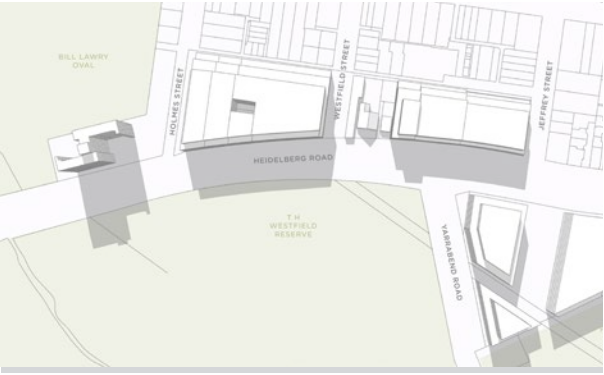 BILL LAWRY
OVAL
HOLMES STREET
WESTFIELD STREET
JEFFREY STREET
HEIDELBERG ROAD
T H
WESTFIELD
RESERVE
YARRABEND ROAD